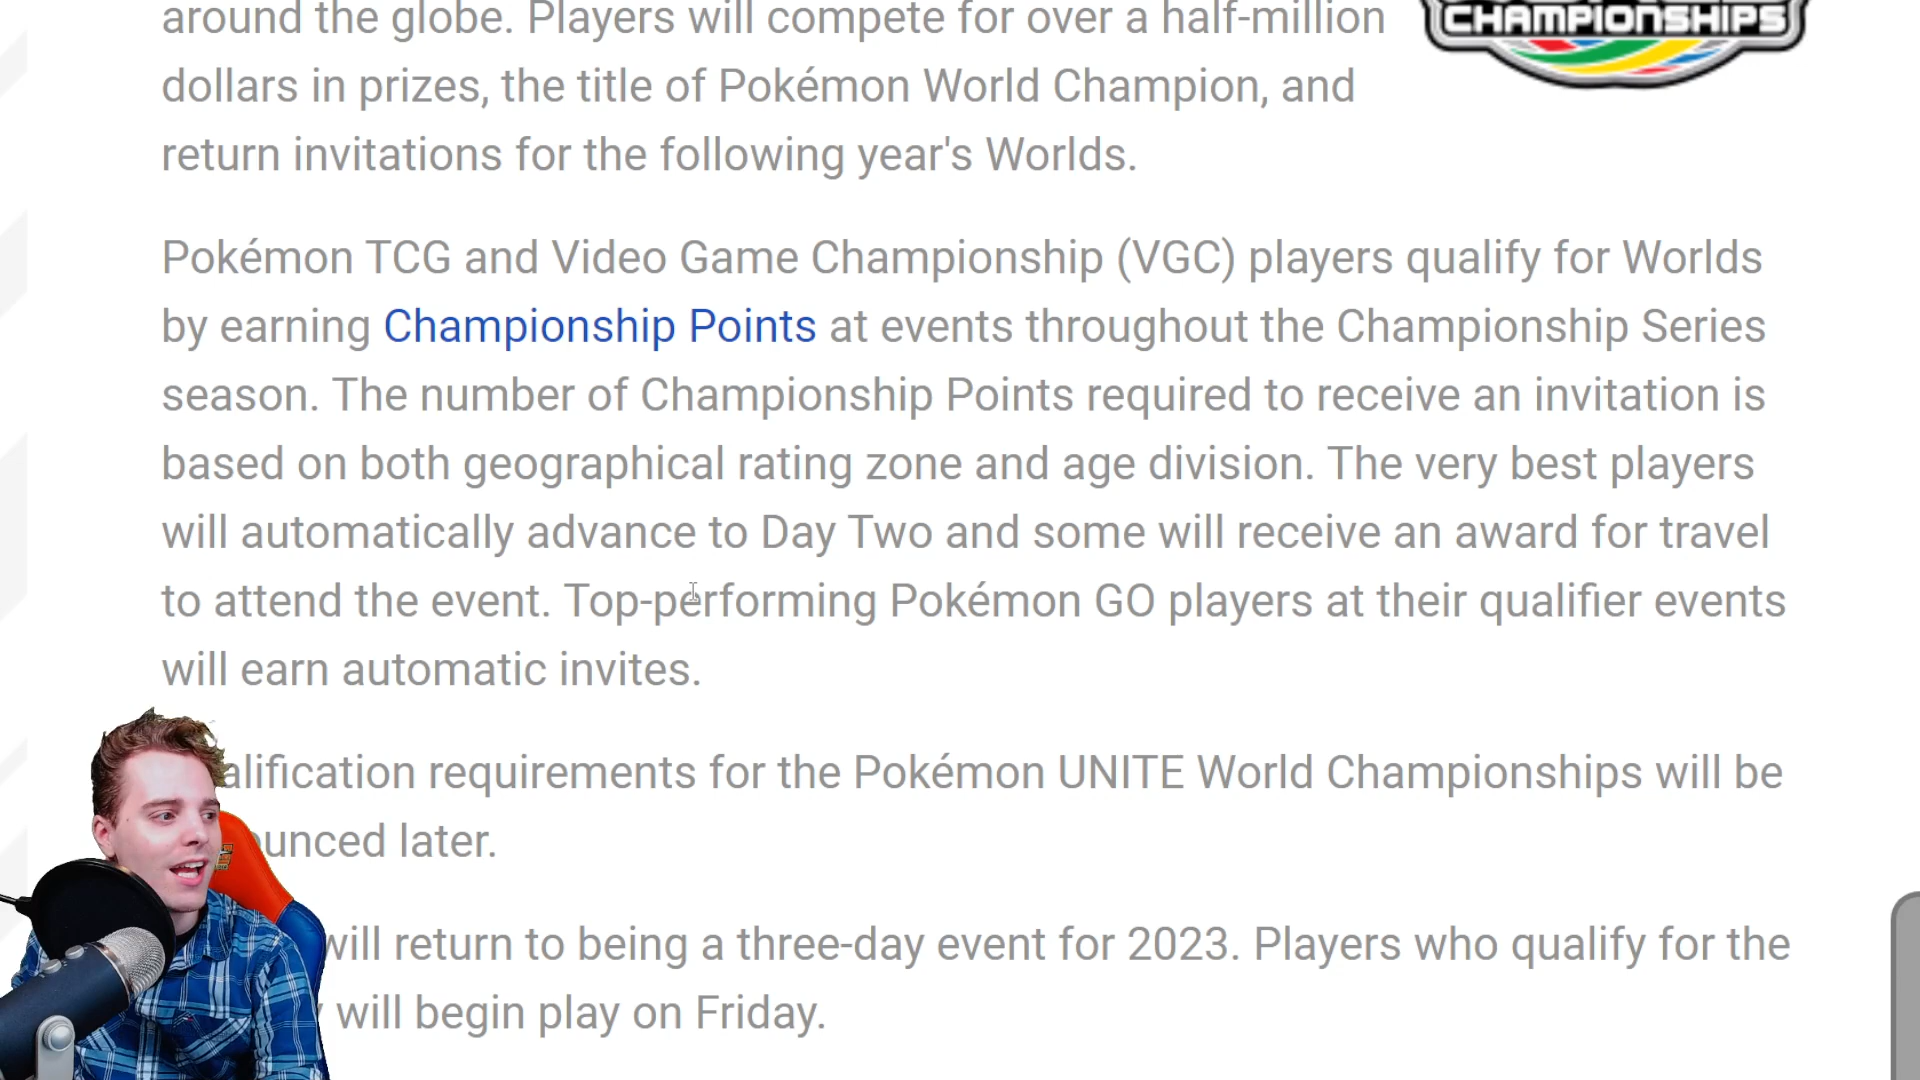 around the globe. Players will compete for over a half-million
CHAMPIONSHIPS
dollars in prizes, the title of Pokémon World Champion, and
return invitations for the following year's Worlds.
Pokémon TCG and Video Game Championship (VGC) players qualify for Worlds
by earning Championship Points at events throughout the Championship Series
season. The number of Championship Points required to receive an invitation is
based on both geographical rating zone and age division. The very best players
will automatically advance to Day Two and some will receive an award for travel
to attend the event. Top-performing Pokémon GO players at their qualifier events
will earn automatic invites.
alification requirements for the Pokémon UNITE World Championships will be
ounced later.
will return to being a three-day event for 2023. Players who qualify for the
will begin play on Friday.